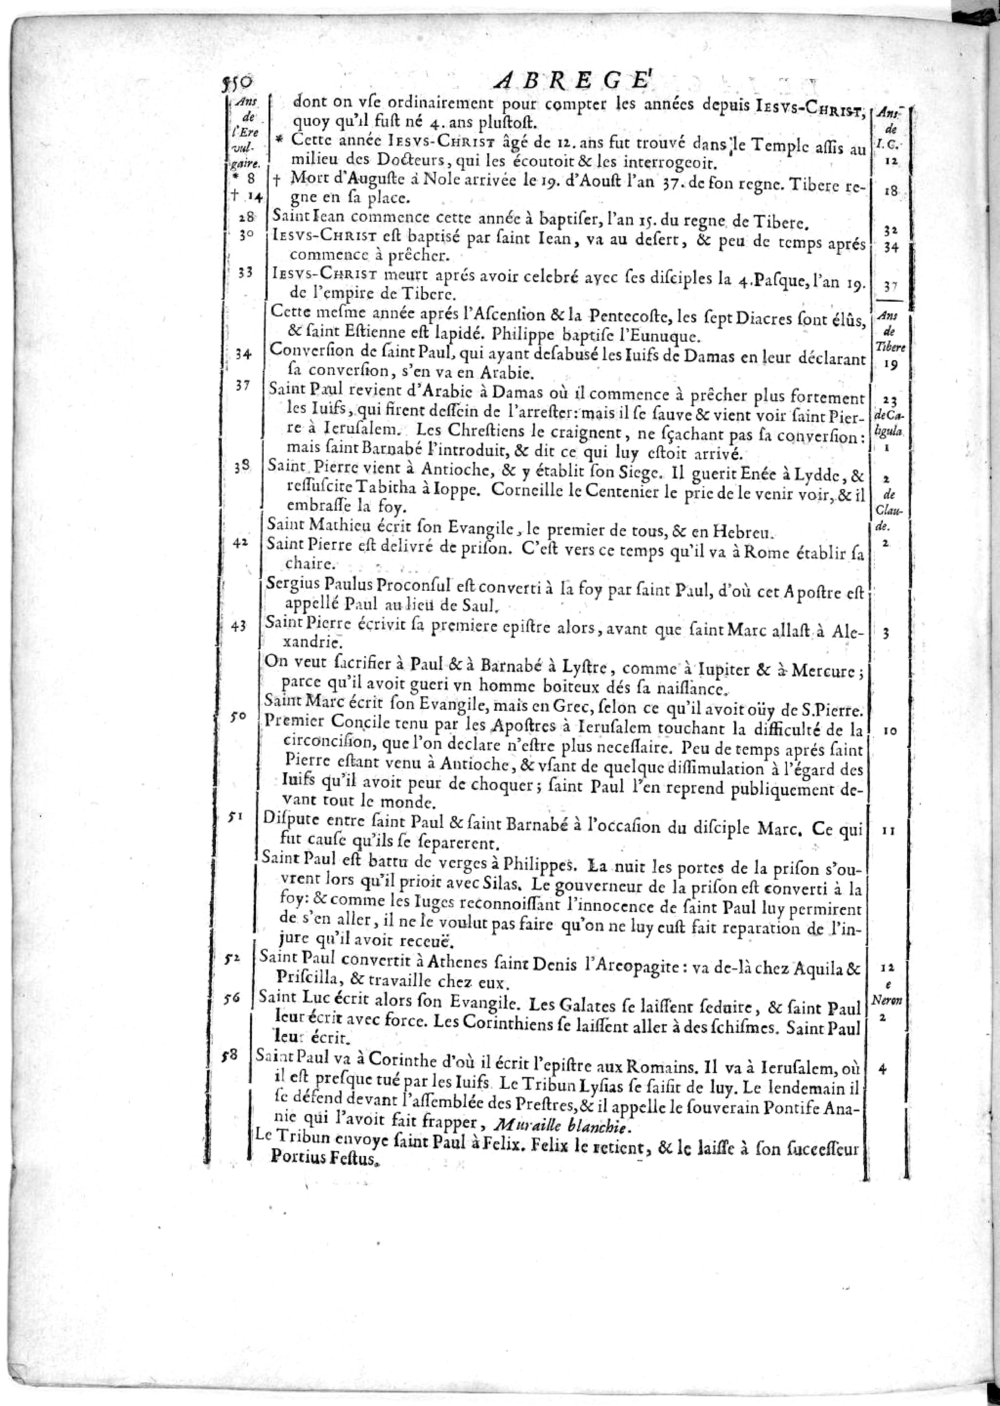 550 ABREGE'
Ans de l'Ere vulgaire.
Ans de I. C.
dont on vſe ordinairement pour compter les années depuis IESVS-CHRIST,
quoy qu'il fuſt né 4. ans pluſtoſt.
* Cette année IESVS-CHRIST âgé de 12. ans fut trouvé dans le Temple aſſis au 12
milieu des Docteurs, qui les écoutoit & les interrogeoit.
* 8 † Mort d'Auguſte à Nole arrivée le 19. d'Aouſt l'an 37. de ſon regne. Tibere re- 18
† 14 gne en ſa place.
28 Saint Iean commence cette année à baptiſer, l'an 15. du regne de Tibere. 32
30 IESVS-CHRIST eſt baptisé par ſaint Iean, va au deſert, & peu de temps aprés 34
commence à prêcher.
33 IESVS-CHRIST meurt aprés avoir celebré avec ſes diſciples la 4. Paſque, l'an 19. 37
de l'empire de Tibere.
Cette meſme année aprés l'Aſcenſion & la Pentecoſte, les ſept Diacres ſont élûs, Ans
& ſaint Eſtienne eſt lapidé. Philippe baptiſe l'Eunuque. de
34 Converſion de ſaint Paul, qui ayant deſabusé les Iuifs de Damas en leur déclarant Tibere
ſa converſion, s'en va en Arabie. 19
37 Saint Paul revient d'Arabie à Damas où il commence à prêcher plus fortement 23
les Iuifs, qui firent deſſein de l'arreſter: mais il ſe ſauve & vient voir ſaint Pier- de Ca-
re à Ieruſalem. Les Chreſtiens le craignent, ne ſçachant pas ſa converſion: ligula
mais ſaint Barnabé l'introduit, & dit ce qui luy eſtoit arrivé. 1
38 Saint Pierre vient à Antioche, & y établit ſon Siege. Il guerit Enée à Lydde, & 2
reſſuſcite Tabitha à Ioppe. Corneille le Centenier le prie de le venir voir, & il de
embraſſe la foy. Clau-
Saint Mathieu écrit ſon Evangile, le premier de tous, & en Hebreu. de.
42 Saint Pierre eſt delivré de priſon. C'eſt vers ce temps qu'il va à Rome établir ſa 2
chaire.
Sergius Paulus Proconſul eſt converti à la foy par ſaint Paul, d'où cet Apoſtre eſt
appellé Paul au lieu de Saul.
43 Saint Pierre écrivit ſa premiere epiſtre alors, avant que ſaint Marc allaſt à Ale- 3
xandrie.
On veut ſacrifier à Paul & à Barnabé à Lyſtre, comme à Iupiter & à Mercure;
parce qu'il avoit gueri vn homme boiteux dés ſa naiſſance.
Saint Marc écrit ſon Evangile, mais en Grec, ſelon ce qu'il avoit oüy de S. Pierre.
50 Premier Concile tenu par les Apoſtres à Ieruſalem touchant la difficulté de la 10
circonciſion, que l'on declare n'eſtre plus neceſſaire. Peu de temps aprés ſaint
Pierre eſtant venu à Antioche, & vſant de quelque diſſimulation à l'égard des
Iuifs qu'il avoit peur de choquer; ſaint Paul l'en reprend publiquement de-
vant tout le monde.
51 Diſpute entre ſaint Paul & ſaint Barnabé à l'occaſion du diſciple Marc. Ce qui 11
fut cauſe qu'ils ſe ſeparerent.
Saint Paul eſt battu de verges à Philippes. La nuit les portes de la priſon s'ou-
vrent lors qu'il prioit avec Silas. Le gouverneur de la priſon eſt converti à la
foy: & comme les Iuges reconnoiſſant l'innocence de ſaint Paul luy permirent
de s'en aller, il ne le voulut pas faire qu'on ne luy euſt fait reparation de l'in-
jure qu'il avoit receuë.
52 Saint Paul convertit à Athenes ſaint Denis l'Areopagite: va de-là chez Aquila & 12
Priſcilla, & travaille chez eux. e
56 Saint Luc écrit alors ſon Evangile. Les Galates ſe laiſſent ſeduire, & ſaint Paul Neron
leur écrit avec force. Les Corinthiens ſe laiſſent aller à des ſchiſmes. Saint Paul 2
leur écrit.
58 Saint Paul va à Corinthe d'où il écrit l'epiſtre aux Romains. Il va à Ieruſalem, où 4
il eſt preſque tué par les Iuifs. Le Tribun Lyſias ſe ſaiſit de luy. Le lendemain il
ſe défend devant l'aſſemblée des Preſtres, & il appelle le ſouverain Pontife Ana-
nie qui l'avoit fait frapper, Muraille blanchie.
Le Tribun envoye ſaint Paul à Felix. Felix le retient, & le laiſſe à ſon ſucceſſeur
Portius Feſtus.